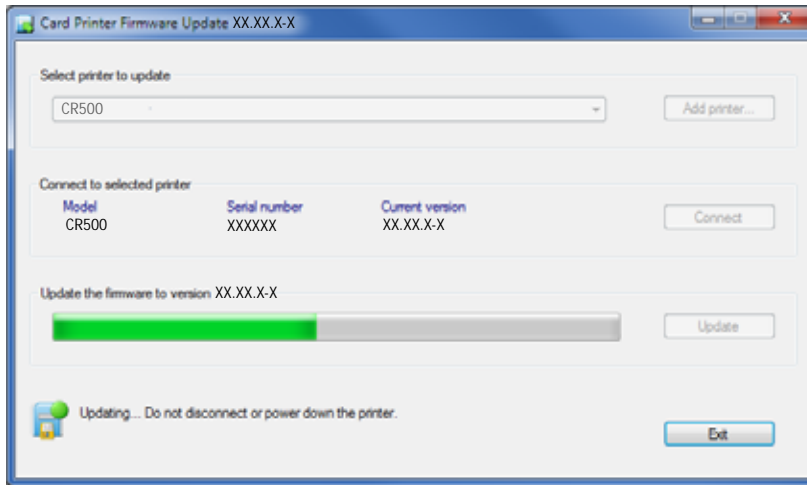 Card Printer Firmware Update XX.XX.X-X
Select printer to update
CR500
Add printer...
Connect to selected printer
Model Serial number Current version
CR500 XXXXXX XX.XX.X-X
Connect
Update the firmware to version XX.XX.X-X
Update
Updating... Do not disconnect or power down the printer.
Exit